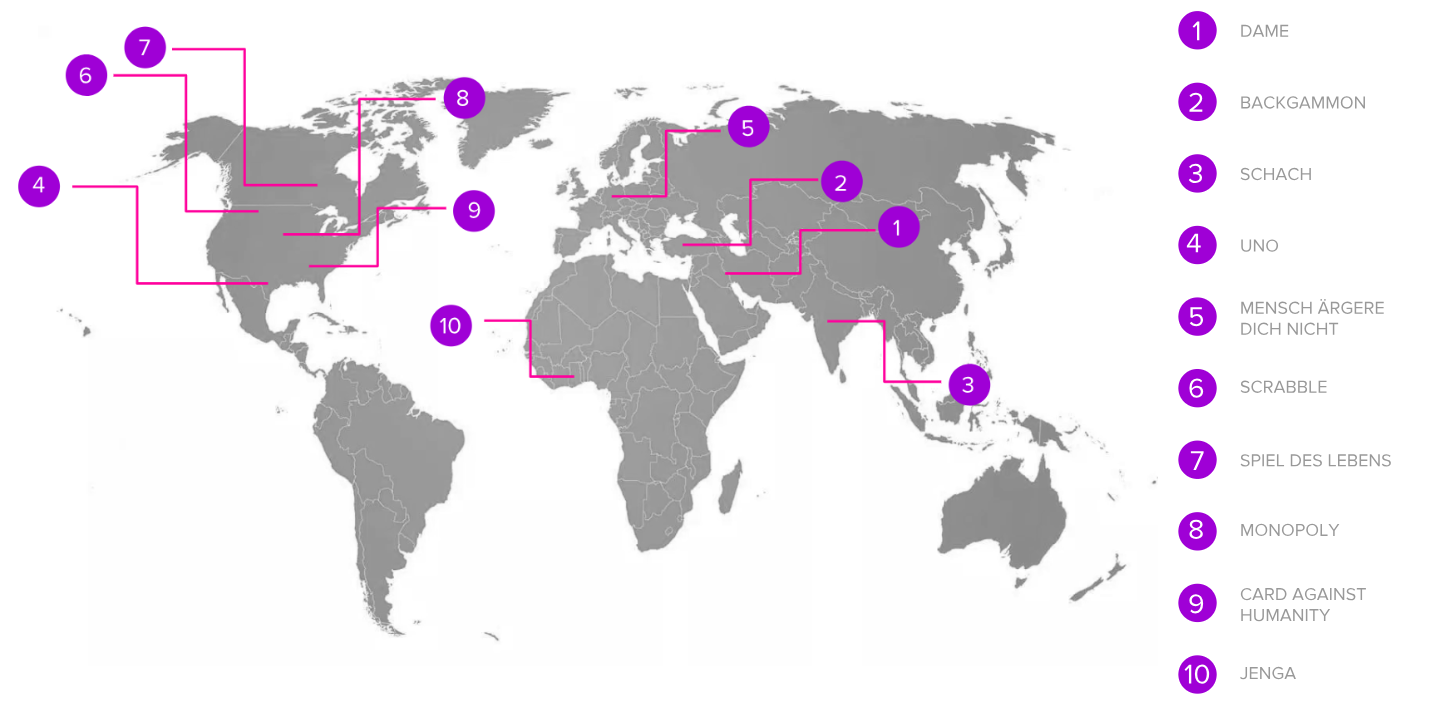 7
6
8
5
4
2
9
1
10
3
1 DAME
2 BACKGAMMON
3 SCHACH
4 UNO
5 MENSCH ÄRGERE
DICH NICHT
6 SCRABBLE
7 SPIEL DES LEBENS
8 MONOPOLY
9 CARD AGAINST
HUMANITY
10 JENGA